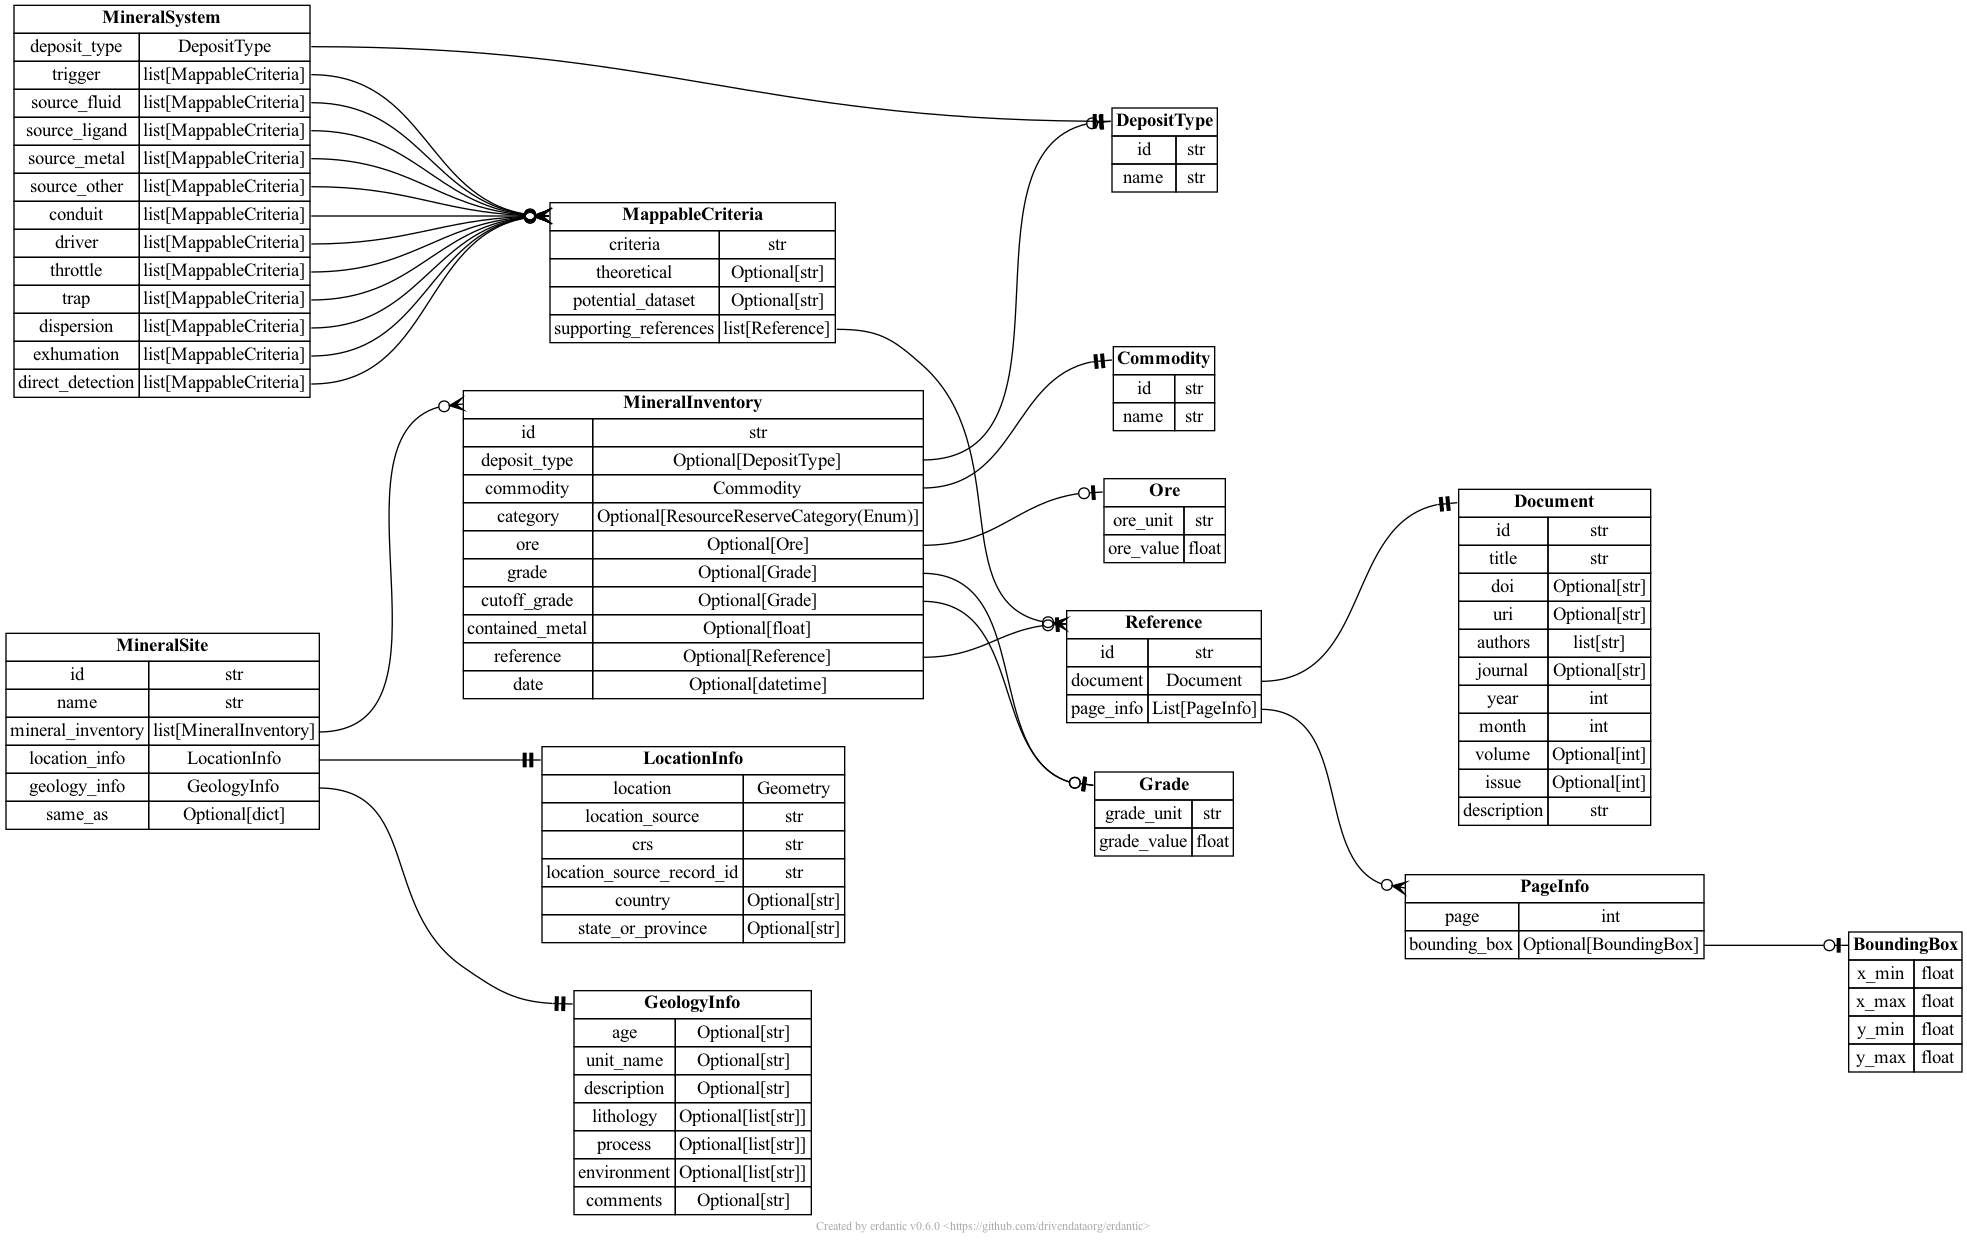 MineralSystem
deposit_type DepositType
trigger list[MappableCriteria]
source_fluid list[MappableCriteria]
source_ligand list[MappableCriteria]
source_metal list[MappableCriteria]
source_other list[MappableCriteria]
conduit list[MappableCriteria]
driver list[MappableCriteria]
throttle list[MappableCriteria]
trap list[MappableCriteria]
dispersion list[MappableCriteria]
exhumation list[MappableCriteria]
direct_detection list[MappableCriteria]
MappableCriteria
criteria str
theoretical Optional[str]
potential_dataset Optional[str]
supporting_references list[Reference]
DepositType
id str
name str
Commodity
id str
name str
MineralInventory
id str
deposit_type Optional[DepositType]
commodity Commodity
category Optional[ResourceReserveCategory(Enum)]
ore Optional[Ore]
grade Optional[Grade]
cutoff_grade Optional[Grade]
contained_metal Optional[float]
reference Optional[Reference]
date Optional[datetime]
Ore
ore_unit str
ore_value float
Reference
id str
document Document
page_info List[PageInfo]
Document
id str
title str
doi Optional[str]
uri Optional[str]
authors list[str]
journal Optional[str]
year int
month int
volume Optional[int]
issue Optional[int]
description str
MineralSite
id str
name str
mineral_inventory list[MineralInventory]
location_info LocationInfo
geology_info GeologyInfo
same_as Optional[dict]
LocationInfo
location Geometry
location_source str
crs str
location_source_record_id str
country Optional[str]
state_or_province Optional[str]
Grade
grade_unit str
grade_value float
PageInfo
page int
bounding_box Optional[BoundingBox]
BoundingBox
x_min float
x_max float
y_min float
y_max float
GeologyInfo
age Optional[str]
unit_name Optional[str]
description Optional[str]
lithology Optional[list[str]]
process Optional[list[str]]
environment Optional[list[str]]
comments Optional[str]
Created by erdantic v0.6.0 <https://github.com/drivendataorg/erdantic>